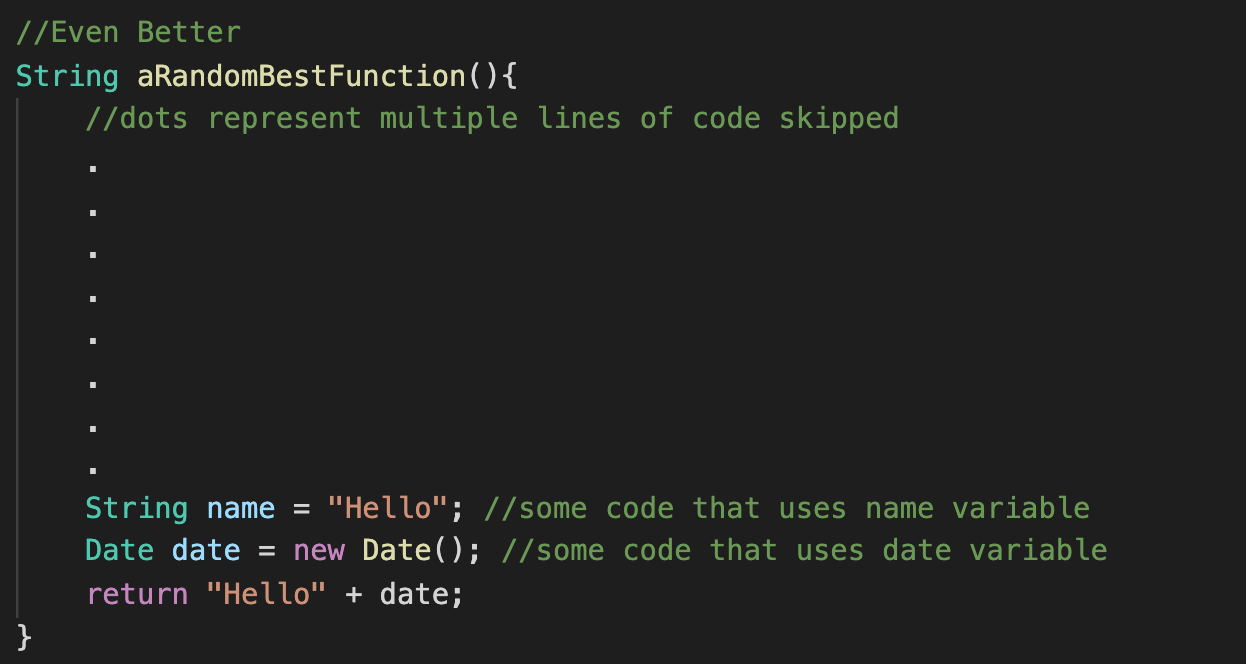 //Even Better
String aRandomBestFunction(){
//dots represent multiple lines of code skipped
.
.
.
.
.
.
.
.
String name = "Hello"; //some code that uses name variable
Date date = new Date(); //some code that uses date variable
return "Hello" + date;
}